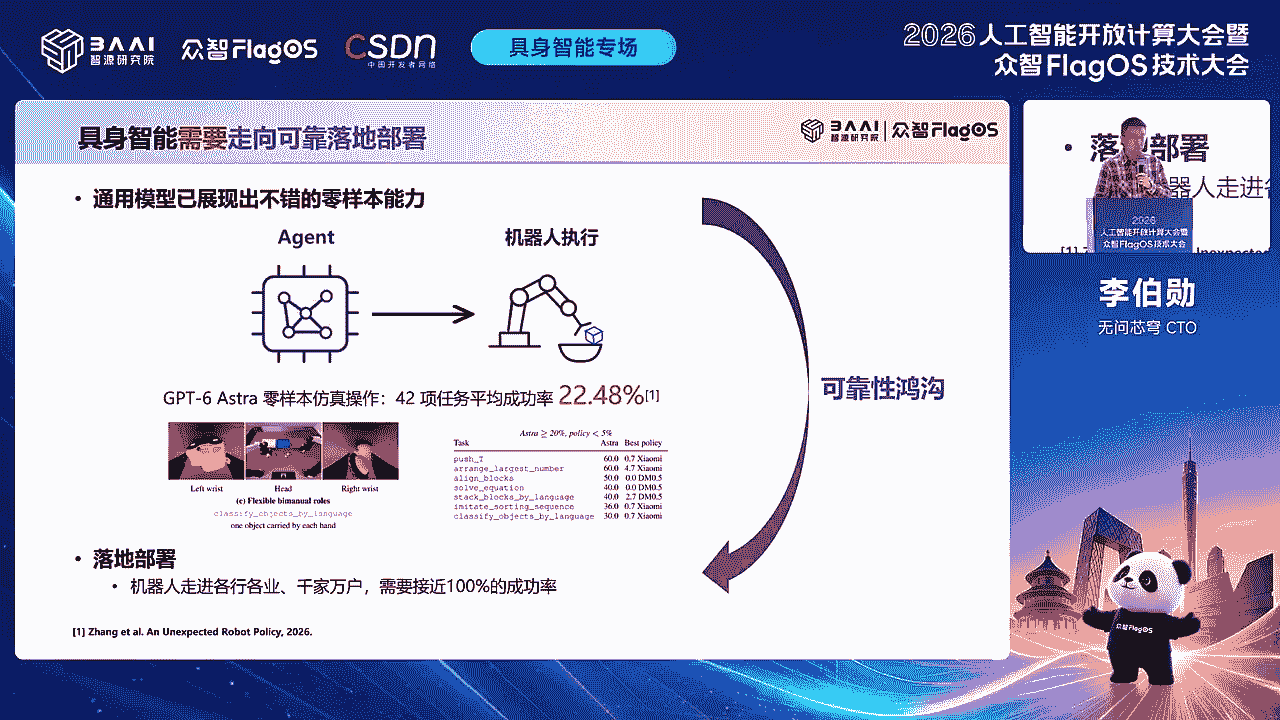 BAAI
智源研究院
众智FlagOS
CSDN
中国开发者网络
具身智能专场
2026人工智能开放计算大会暨
众智FlagOS技术大会
具身智能需要走向可靠落地部署
BAAI
智源研究院
众智FlagOS
• 通用模型已展现出不错的零样本能力
Agent
机器人执行
GPT-6 Astra 零样本仿真操作：42 项任务平均成功率 22.48%[1]
Left wrist Head Right wrist
(c) Flexible bimanual roles
classify_objects_by_language
one object carried by each hand
Astra ≥ 20%, policy < 5%
Task Astra Best policy
push_T 60.0 0.7 Xiaomi
arrange_largest_number 60.0 4.7 Xiaomi
align_blocks 50.0 0.0 DM0.5
solve_equation 40.0 0.0 DM0.5
stack_blocks_by_language 40.0 2.7 DM0.5
imitate_sorting_sequence 36.0 0.7 Xiaomi
classify_objects_by_language 30.0 0.7 Xiaomi
可靠性鸿沟
• 落地部署
• 机器人走进各行各业、千家万户，需要接近100%的成功率
[1] Zhang et al. An Unexpected Robot Policy, 2026.
• 落 部署
器人走进各
2026
人工智能开放计算大会暨
众智FlagOS技术大会
李伯勋
无问芯穹 CTO
众智FlagOS